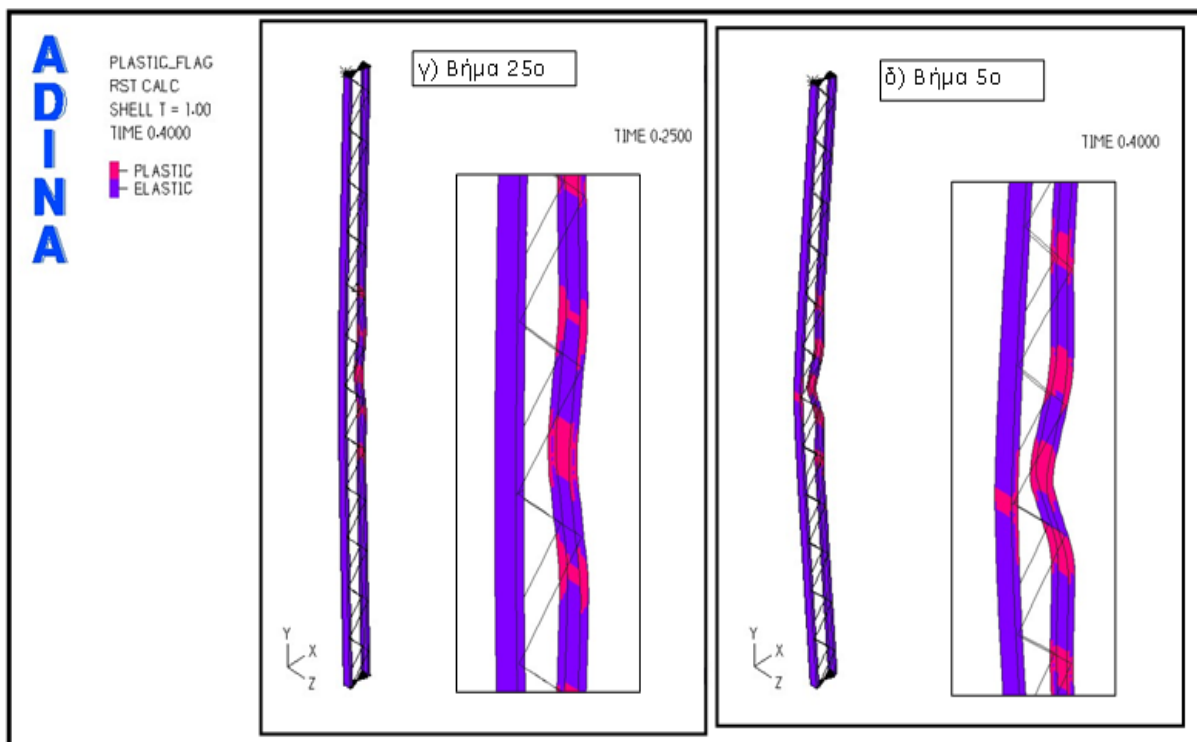 ADINA
PLASTIC_FLAG
RST CALC
SHELL T = 1.00
TIME 0.4000
PLASTIC
ELASTIC
γ) Βήμα 25ο
TIME 0.2500
Y
X
Z
δ) Βήμα 5ο
TIME 0.4000
Y
X
Z